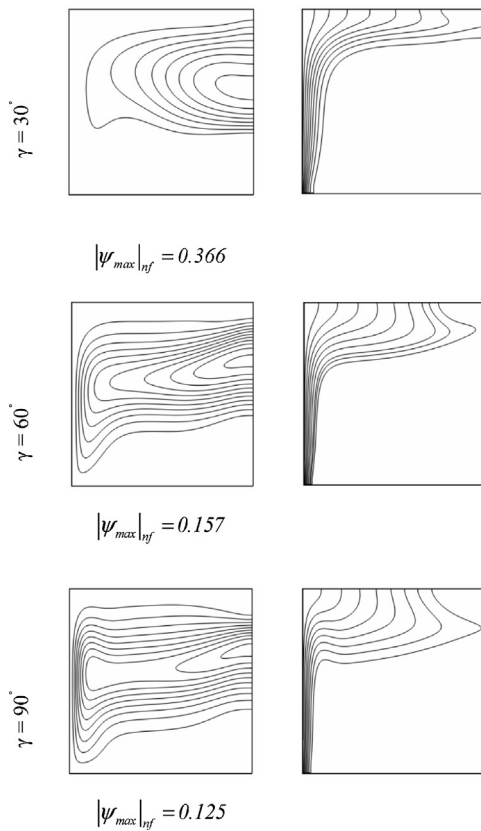 γ = 30°
|ψmax|nf = 0.366
γ = 60°
|ψmax|nf = 0.157
γ = 90°
|ψmax|nf = 0.125